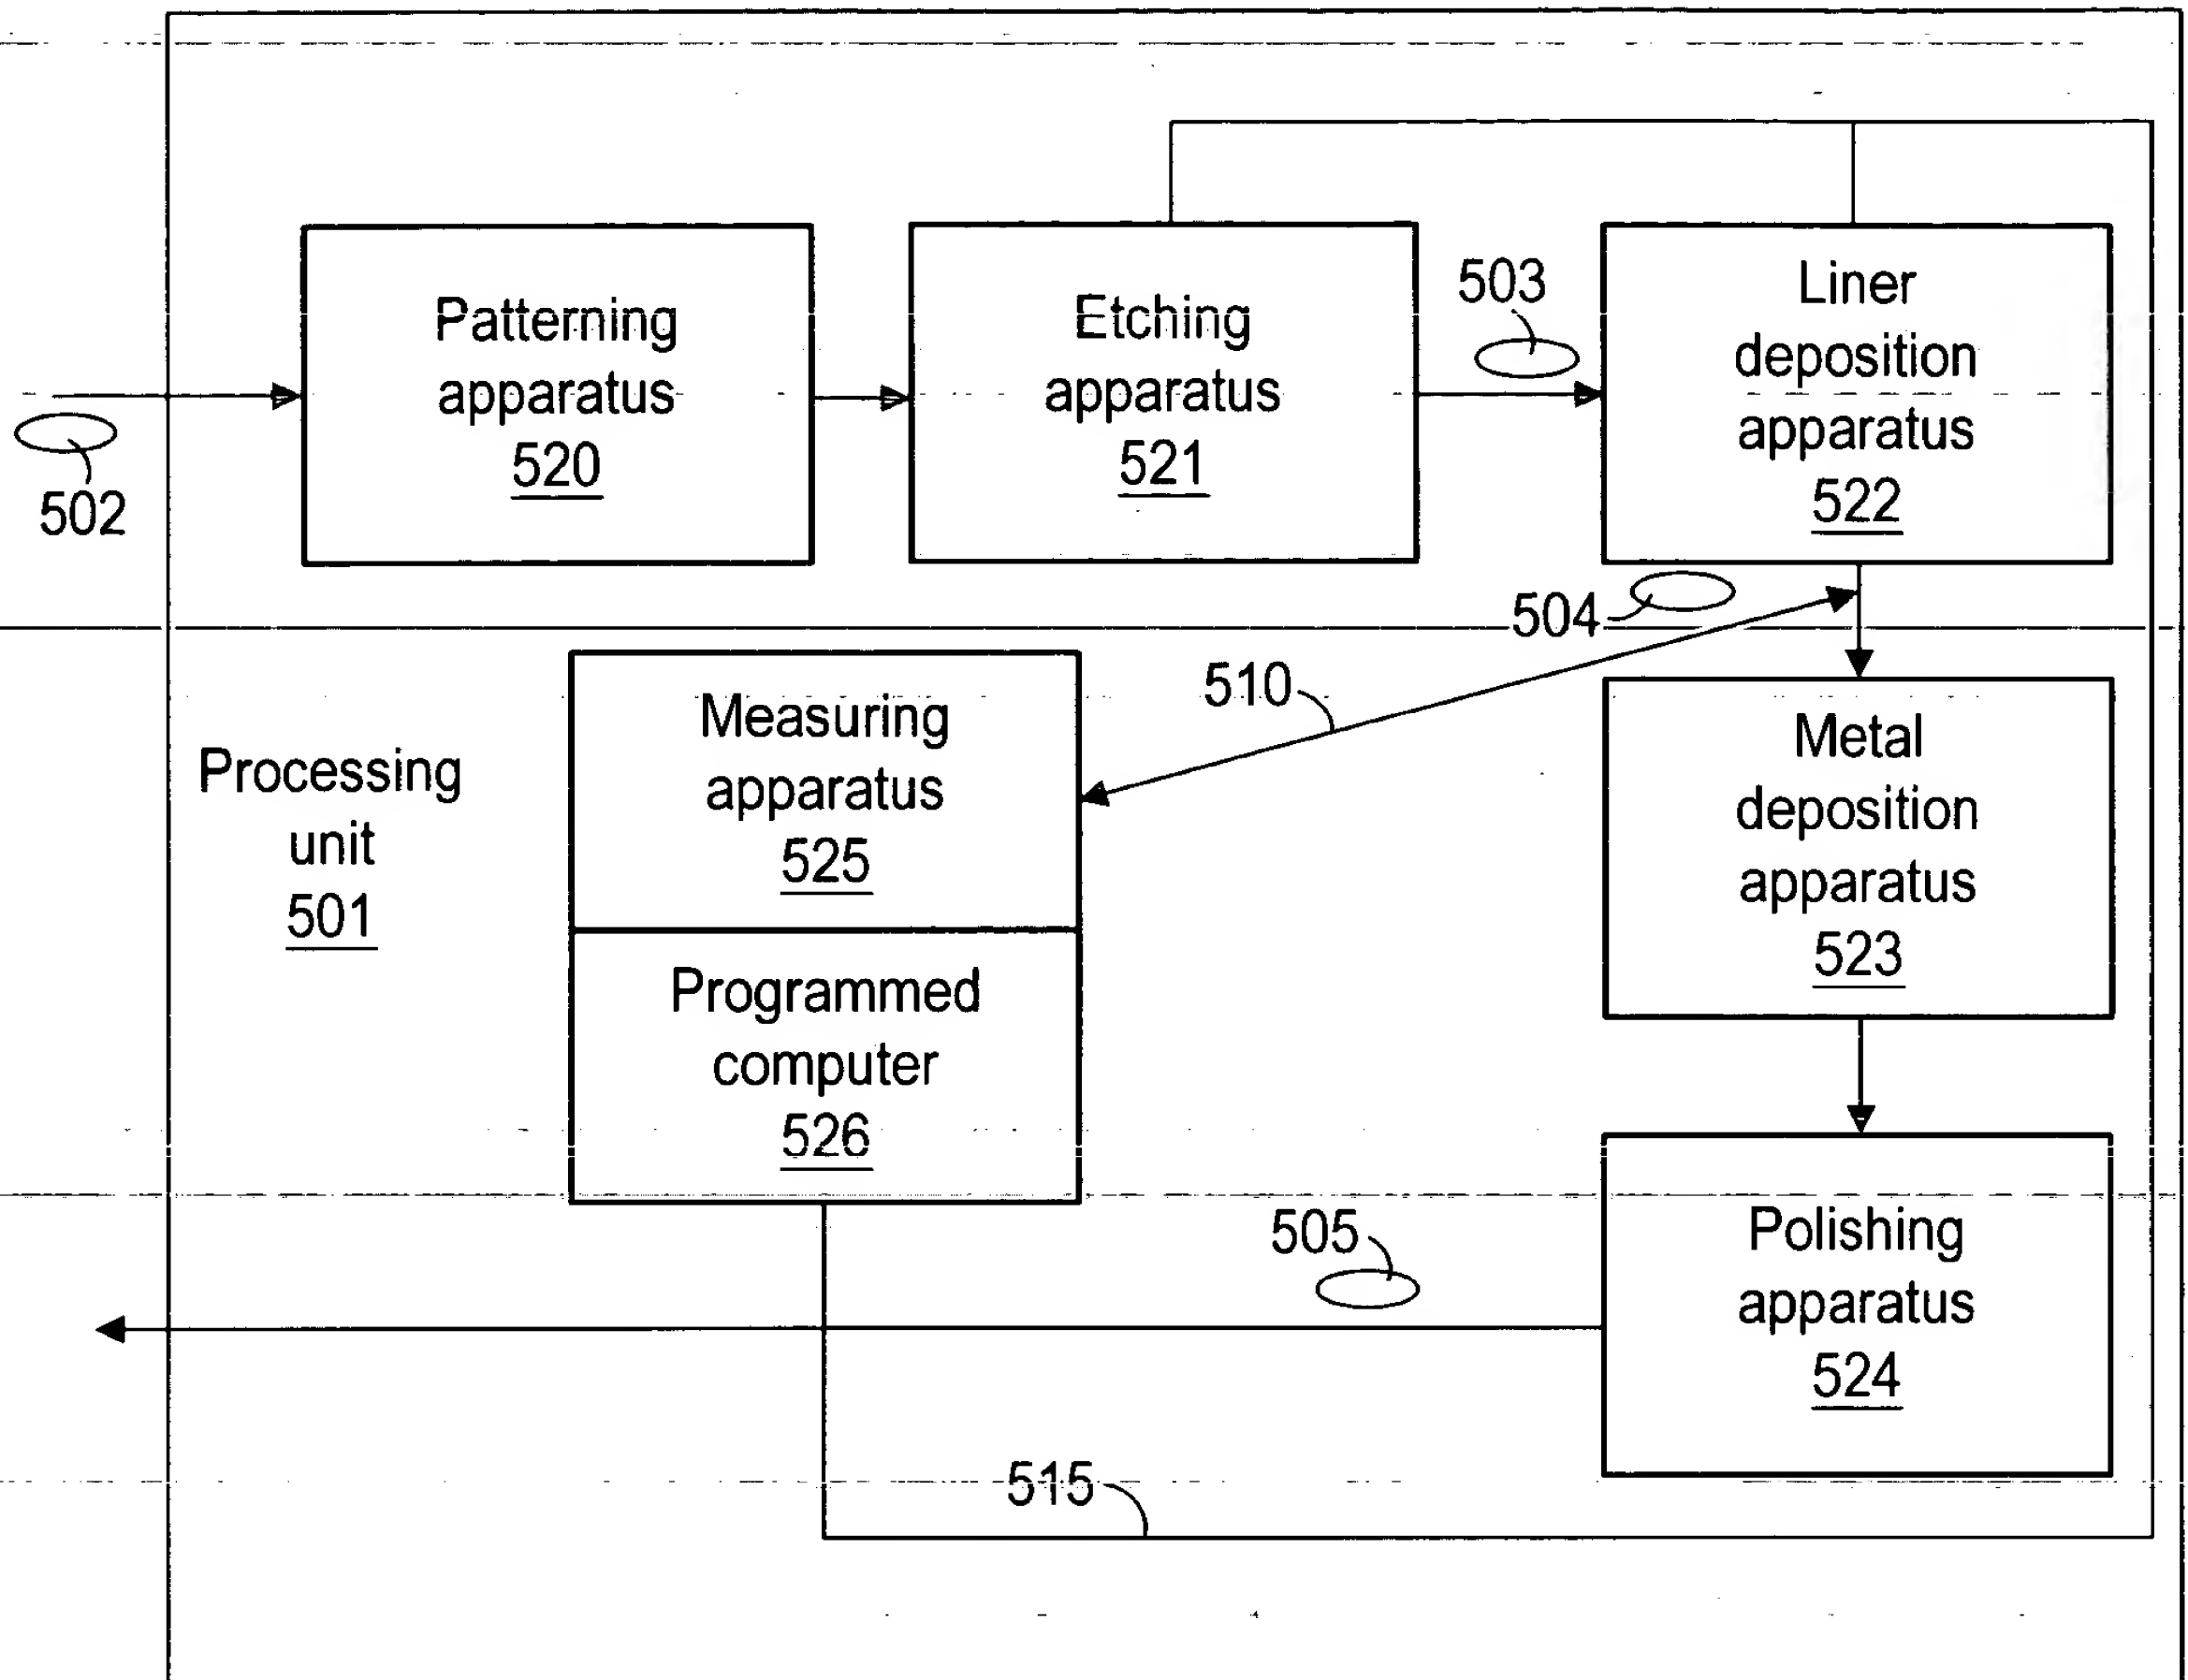 Patterning
apparatus
520
Etching
apparatus
521
503
Liner
deposition
apparatus
522
502
504
510
Processing
unit
501
Measuring
apparatus
525
Programmed
computer
526
Metal
deposition
apparatus
523
505
Polishing
apparatus
524
515